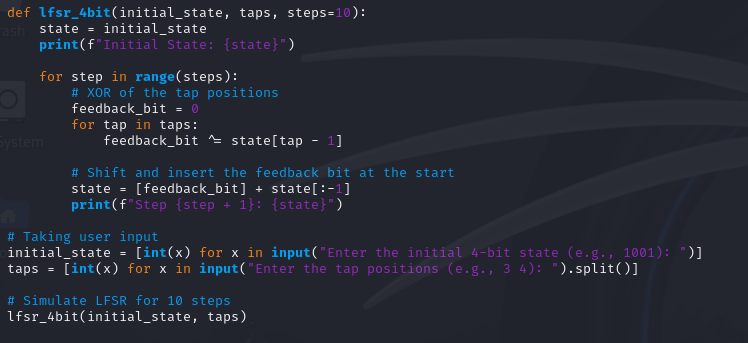 def lfsr_4bit(initial_state, taps, steps=10):
    state = initial_state
    print(f"Initial State: {state}")

    for step in range(steps):
        # XOR of the tap positions
        feedback_bit = 0
        for tap in taps:
            feedback_bit ^= state[tap - 1]

        # Shift and insert the feedback bit at the start
        state = [feedback_bit] + state[:-1]
        print(f"Step {step + 1}: {state}")

# Taking user input
initial_state = [int(x) for x in input("Enter the initial 4-bit state (e.g., 1001): ")]
taps = [int(x) for x in input("Enter the tap positions (e.g., 3 4): ").split()]

# Simulate LFSR for 10 steps
lfsr_4bit(initial_state, taps)